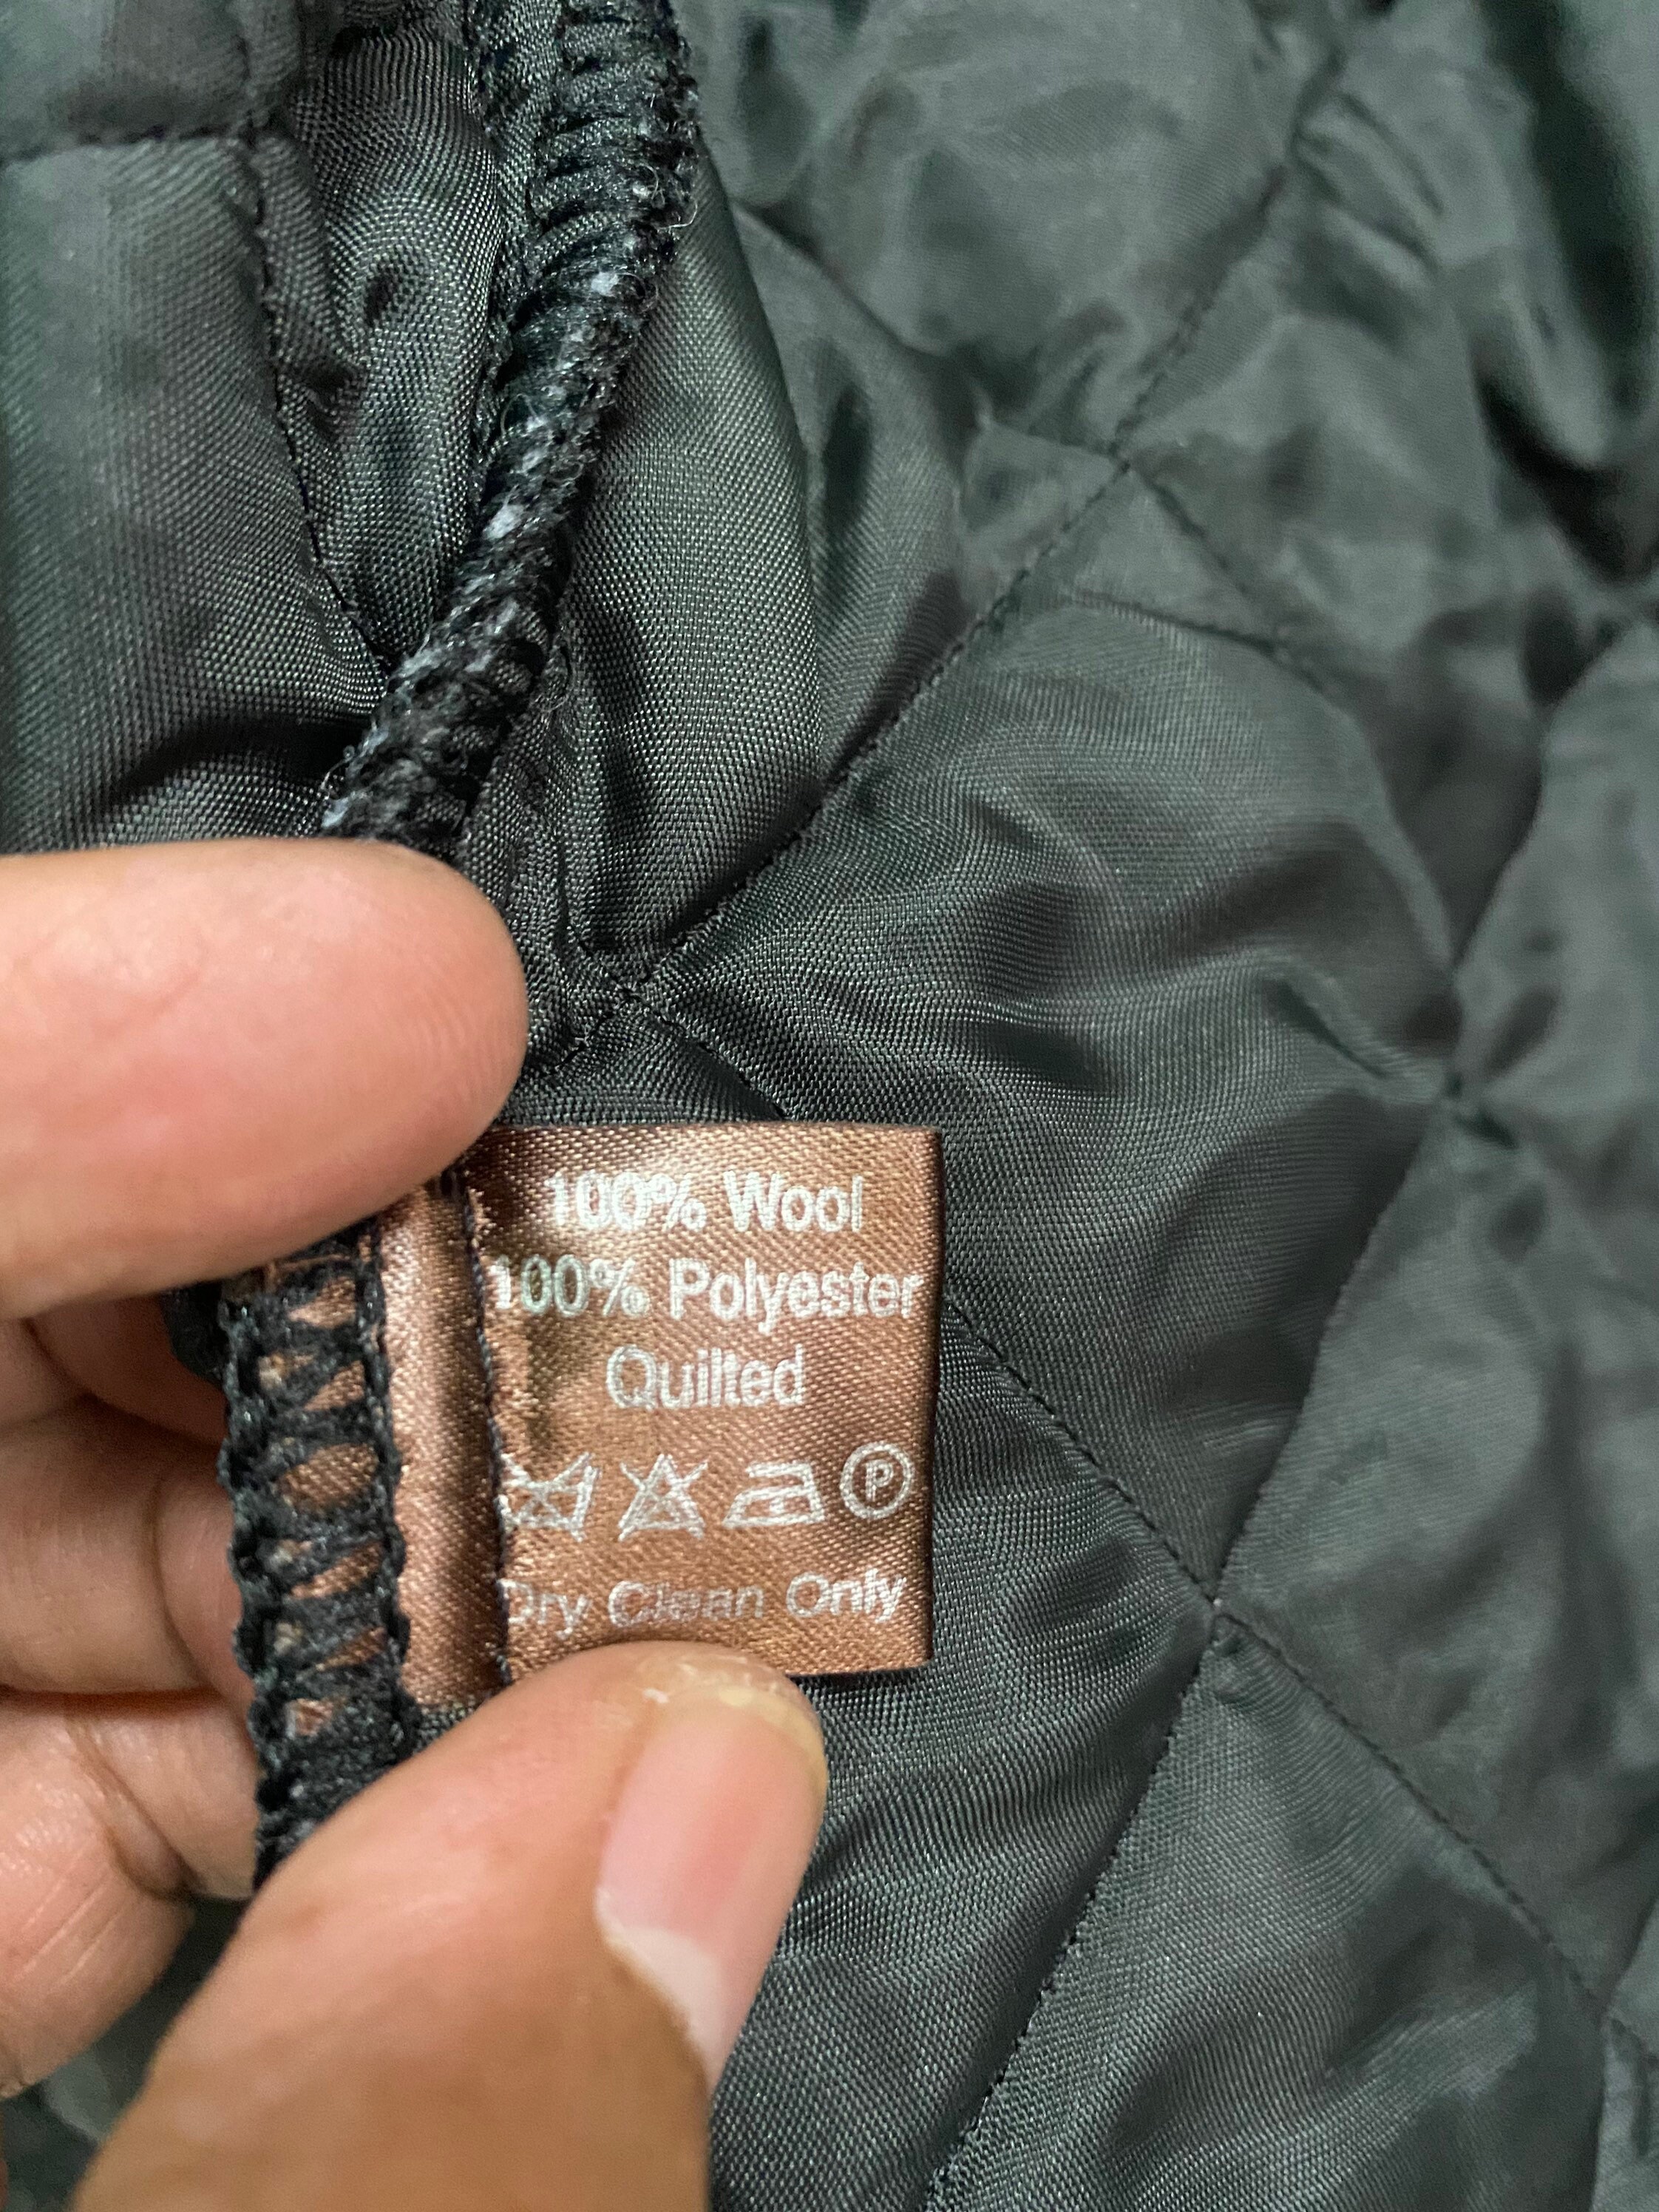 100% Wool
100% Polyester
Quilted
P
Dry Clean Only